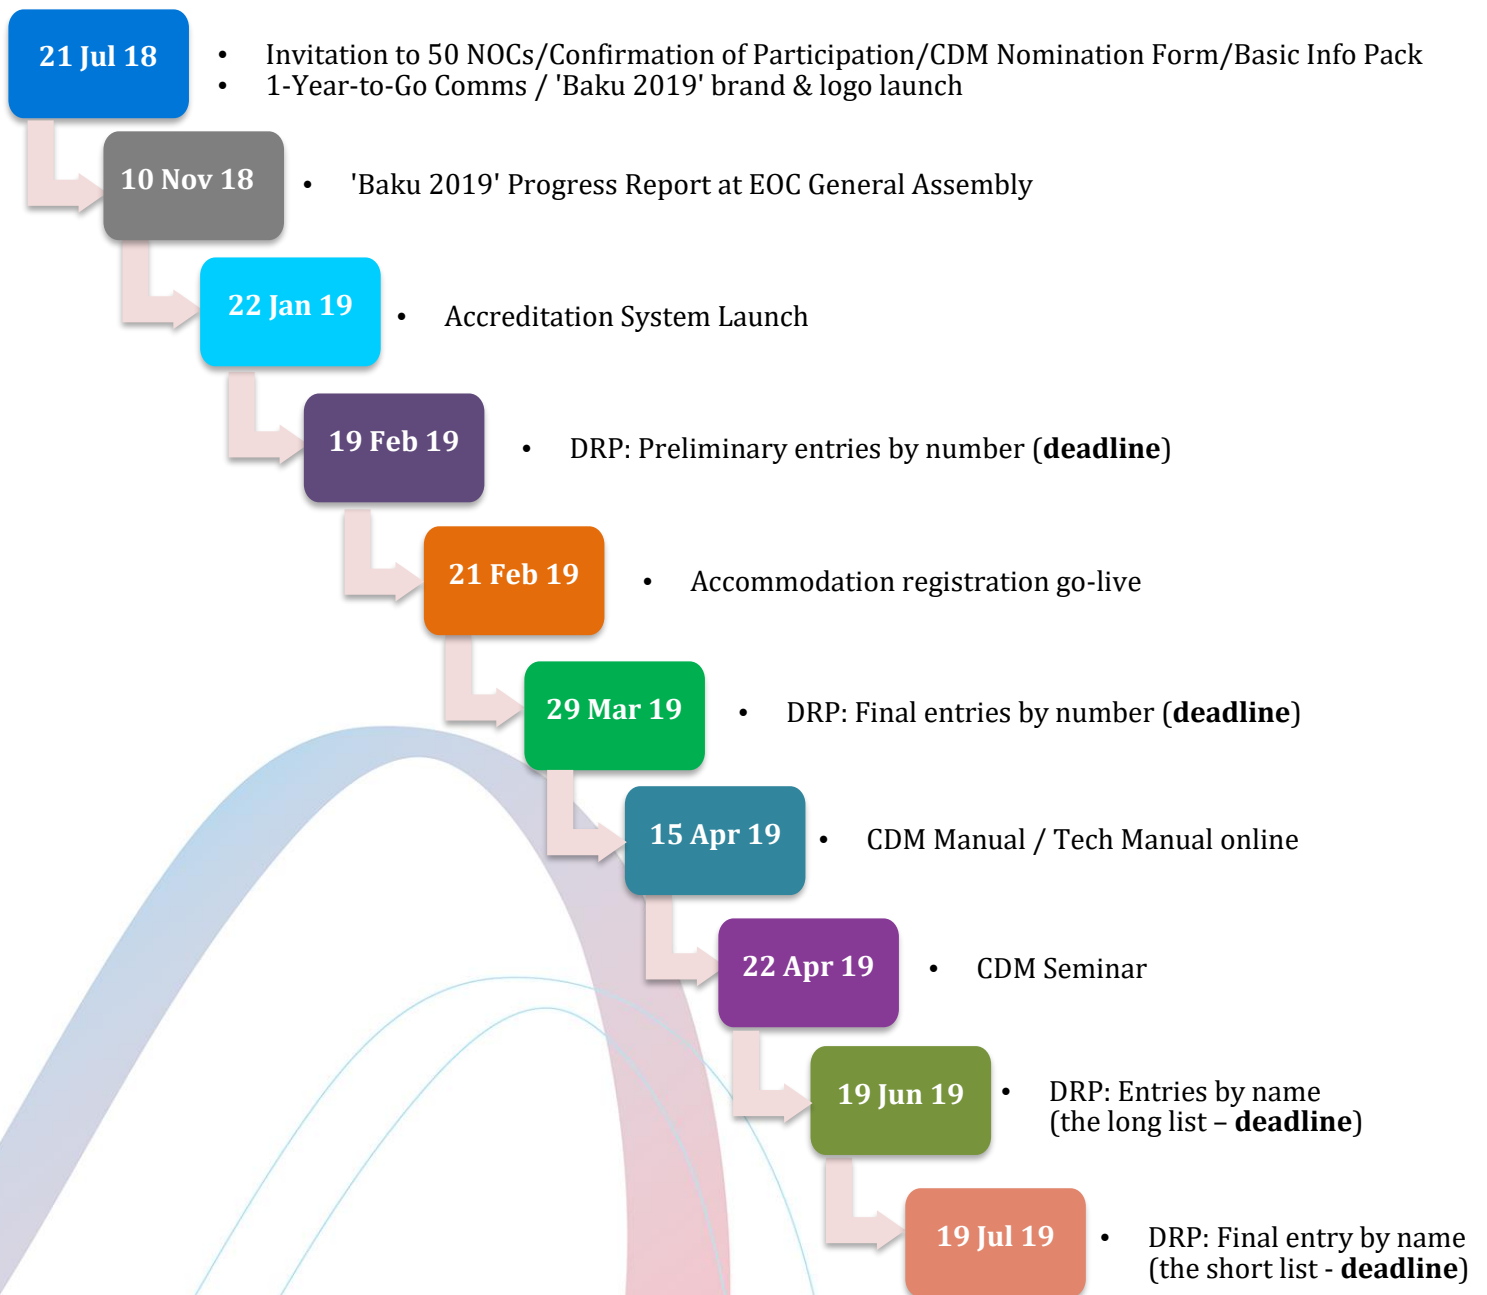 21 Jul 18
• Invitation to 50 NOCs/Confirmation of Participation/CDM Nomination Form/Basic Info Pack
• 1-Year-to-Go Comms / 'Baku 2019' brand & logo launch
10 Nov 18
• 'Baku 2019' Progress Report at EOC General Assembly
22 Jan 19
• Accreditation System Launch
19 Feb 19
• DRP: Preliminary entries by number (deadline)
21 Feb 19
• Accommodation registration go-live
29 Mar 19
• DRP: Final entries by number (deadline)
15 Apr 19
• CDM Manual / Tech Manual online
22 Apr 19
• CDM Seminar
19 Jun 19
• DRP: Entries by name
(the long list – deadline)
19 Jul 19
• DRP: Final entry by name
(the short list - deadline)